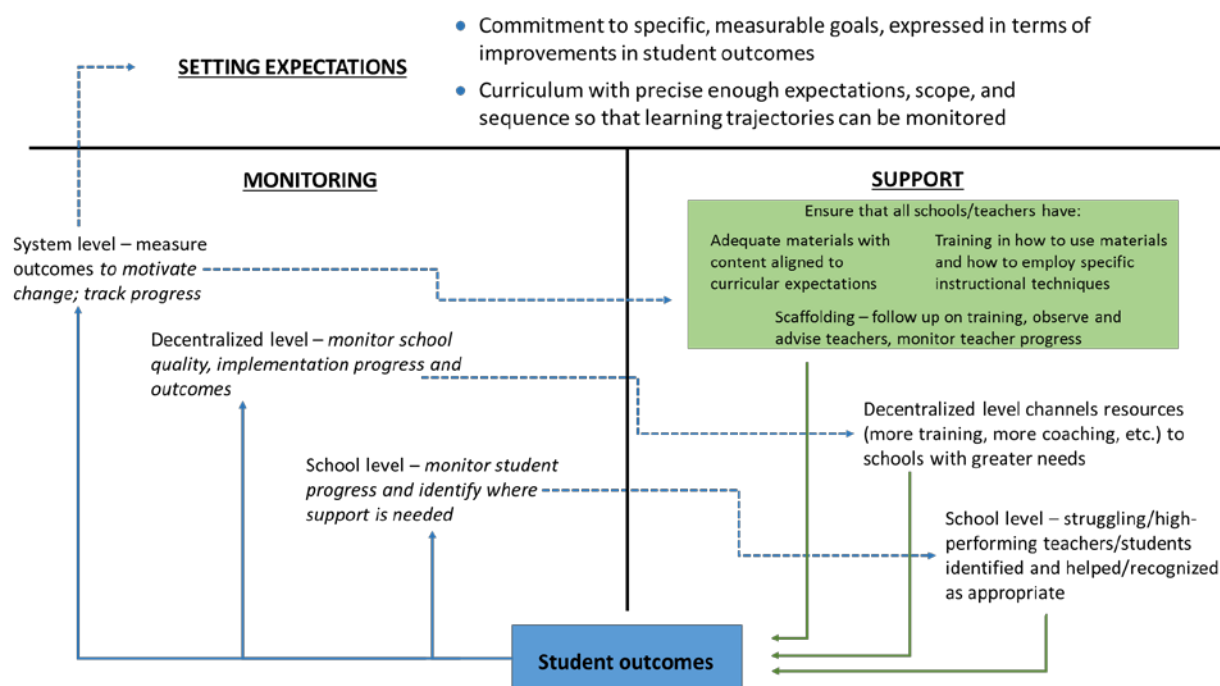 • Commitment to specific, measurable goals, expressed in terms of
improvements in student outcomes
SETTING EXPECTATIONS
• Curriculum with precise enough expectations, scope, and
sequence so that learning trajectories can be monitored
MONITORING
System level – measure
outcomes to motivate
change; track progress
Decentralized level – monitor school
quality, implementation progress and
outcomes
School level – monitor student
progress and identify where
support is needed
SUPPORT
Ensure that all schools/teachers have:
Adequate materials with
content aligned to
curricular expectations
Training in how to use materials
and how to employ specific
instructional techniques
Scaffolding – follow up on training, observe and
advise teachers, monitor teacher progress
Decentralized level channels resources
(more training, more coaching, etc.) to
schools with greater needs
School level – struggling/high-
performing teachers/students
identified and helped/recognized
as appropriate
Student outcomes